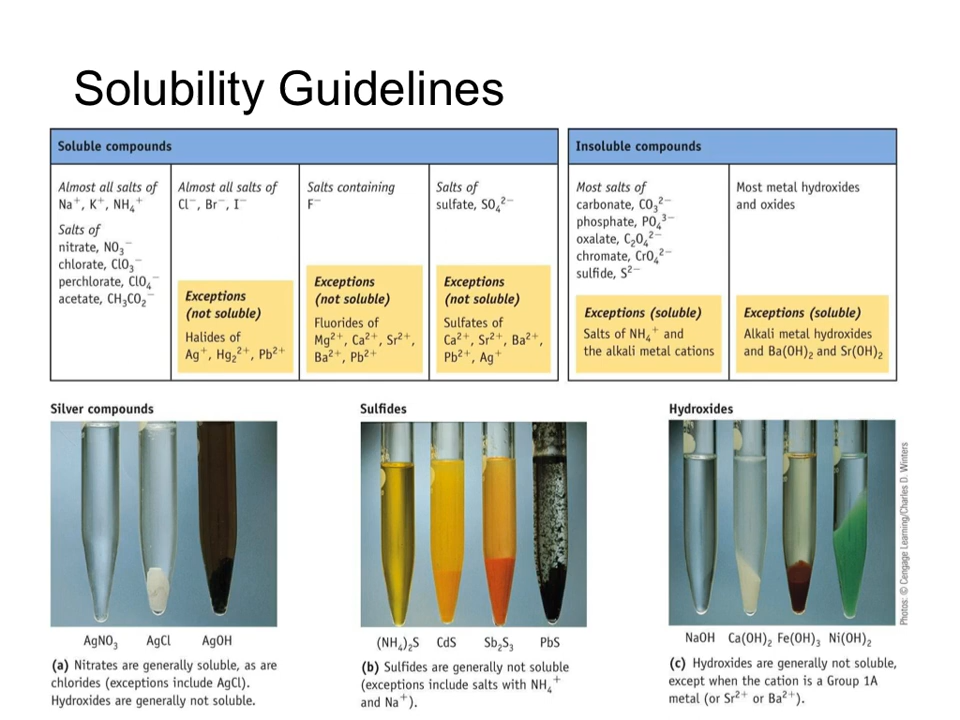 Solubility Guidelines
Soluble compounds
Almost all salts of
Na⁺, K⁺, NH₄⁺
Salts of
nitrate, NO₃⁻
chlorate, ClO₃⁻
perchlorate, ClO₄⁻
acetate, CH₃CO₂⁻
Almost all salts of
Cl⁻, Br⁻, I⁻
Exceptions
(not soluble)
Halides of
Ag⁺, Hg₂²⁺, Pb²⁺
Salts containing
F⁻
Exceptions
(not soluble)
Fluorides of
Mg²⁺, Ca²⁺, Sr²⁺,
Ba²⁺, Pb²⁺
Salts of
sulfate, SO₄²⁻
Exceptions
(not soluble)
Sulfates of
Ca²⁺, Sr²⁺, Ba²⁺,
Pb²⁺, Ag⁺
Insoluble compounds
Most salts of
carbonate, CO₃²⁻
phosphate, PO₄³⁻
oxalate, C₂O₄²⁻
chromate, CrO₄²⁻
sulfide, S²⁻
Exceptions (soluble)
Salts of NH₄⁺ and
the alkali metal cations
Most metal hydroxides
and oxides
Exceptions (soluble)
Alkali metal hydroxides
and Ba(OH)₂ and Sr(OH)₂
Silver compounds
AgNO₃ AgCl AgOH
(a) Nitrates are generally soluble, as are
chlorides (exceptions include AgCl).
Hydroxides are generally not soluble.
Sulfides
(NH₄)₂S CdS Sb₂S₃ PbS
(b) Sulfides are generally not soluble
(exceptions include salts with NH₄⁺
and Na⁺).
Hydroxides
NaOH Ca(OH)₂ Fe(OH)₃ Ni(OH)₂
(c) Hydroxides are generally not soluble,
except when the cation is a Group 1A
metal (or Sr²⁺ or Ba²⁺).
Photos: © Cengage Learning/Charles D. Winters